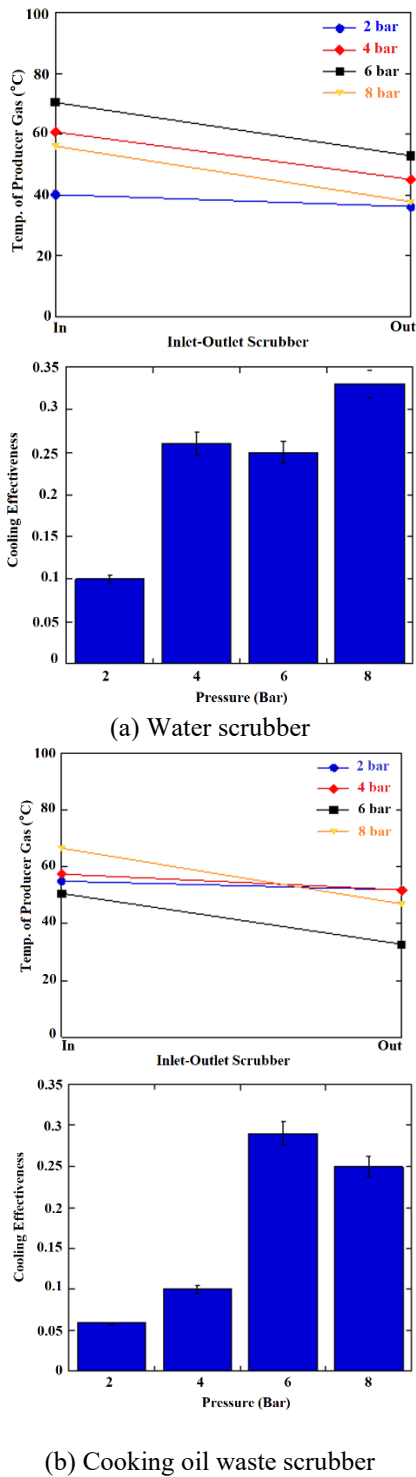 100
80
60
40
20
0
Temp. of Producer Gas (°C)
2 bar
4 bar
6 bar
8 bar
In
Out
Inlet-Outlet Scrubber
0.35
0.3
0.25
0.2
0.15
0.1
0.05
0
Cooling Effectiveness
2
4
6
8
Pressure (Bar)
(a) Water scrubber
100
80
60
40
20
0
Temp. of Producer Gas (°C)
2 bar
4 bar
6 bar
8 bar
In
Out
Inlet-Outlet Scrubber
0.35
0.3
0.25
0.2
0.15
0.1
0.05
0
Cooling Effectiveness
2
4
6
8
Pressure (Bar)
(b) Cooking oil waste scrubber